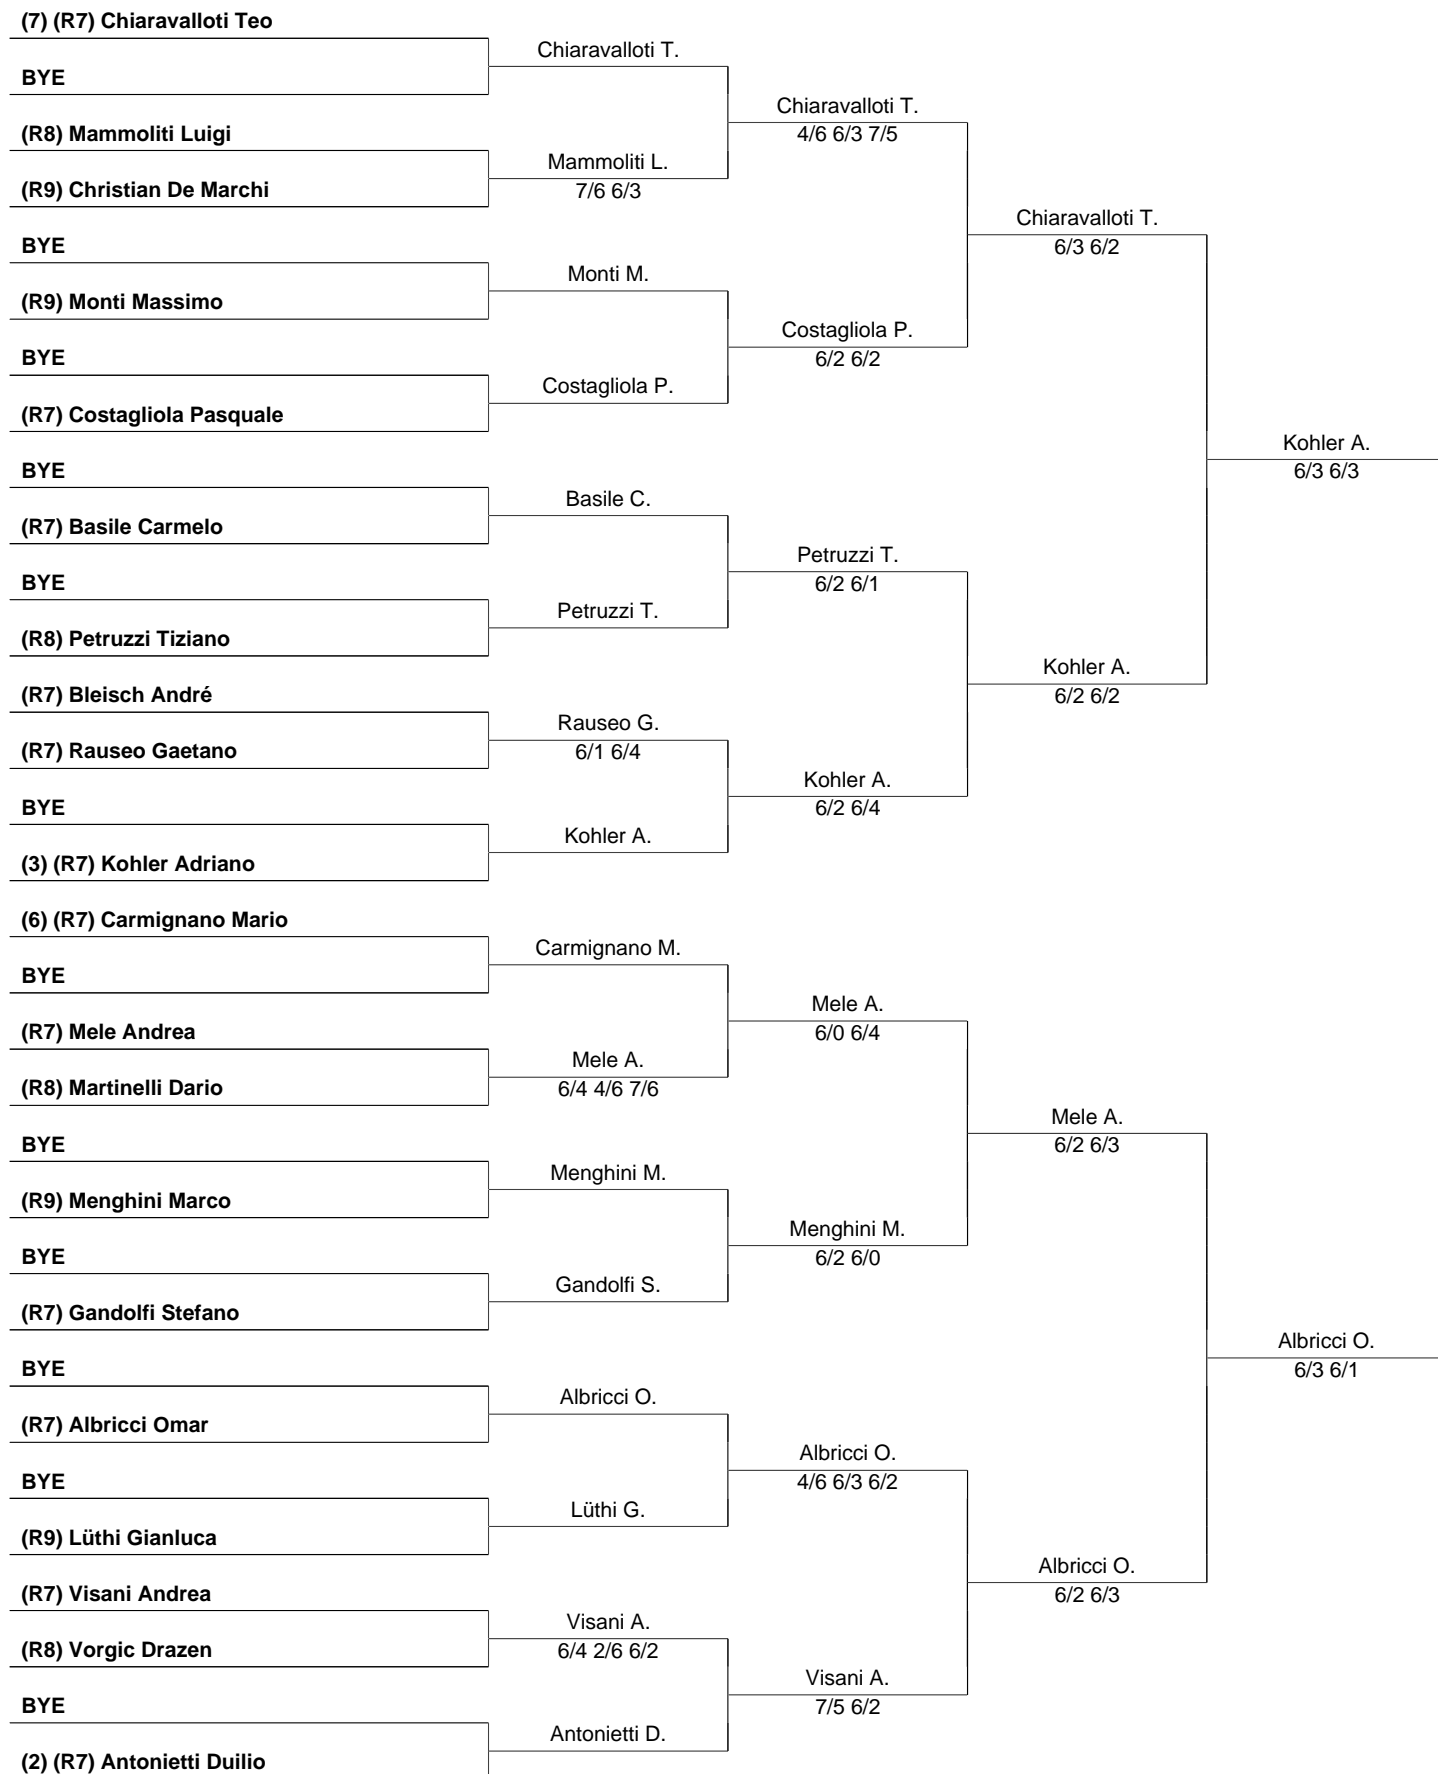 (7) (R7) Chiaravalloti Teo
Chiaravalloti T.
BYE
Chiaravalloti T.
(R8) Mammoliti Luigi
4/6 6/3 7/5
Mammoliti L.
(R9) Christian De Marchi
7/6 6/3
Chiaravalloti T.
BYE
6/3 6/2
Monti M.
(R9) Monti Massimo
Costagliola P.
BYE
6/2 6/2
Costagliola P.
(R7) Costagliola Pasquale
Kohler A.
BYE
6/3 6/3
Basile C.
(R7) Basile Carmelo
Petruzzi T.
BYE
6/2 6/1
Petruzzi T.
(R8) Petruzzi Tiziano
Kohler A.
(R7) Bleisch André
6/2 6/2
Rauseo G.
(R7) Rauseo Gaetano
6/1 6/4
Kohler A.
BYE
6/2 6/4
Kohler A.
(3) (R7) Kohler Adriano
(6) (R7) Carmignano Mario
Carmignano M.
BYE
Mele A.
(R7) Mele Andrea
6/0 6/4
Mele A.
(R8) Martinelli Dario
6/4 4/6 7/6
Mele A.
BYE
6/2 6/3
Menghini M.
(R9) Menghini Marco
Menghini M.
BYE
6/2 6/0
Gandolfi S.
(R7) Gandolfi Stefano
Albricci O.
BYE
6/3 6/1
Albricci O.
(R7) Albricci Omar
Albricci O.
BYE
4/6 6/3 6/2
Lüthi G.
(R9) Lüthi Gianluca
Albricci O.
(R7) Visani Andrea
6/2 6/3
Visani A.
(R8) Vorgic Drazen
6/4 2/6 6/2
Visani A.
BYE
7/5 6/2
Antonietti D.
(2) (R7) Antonietti Duilio